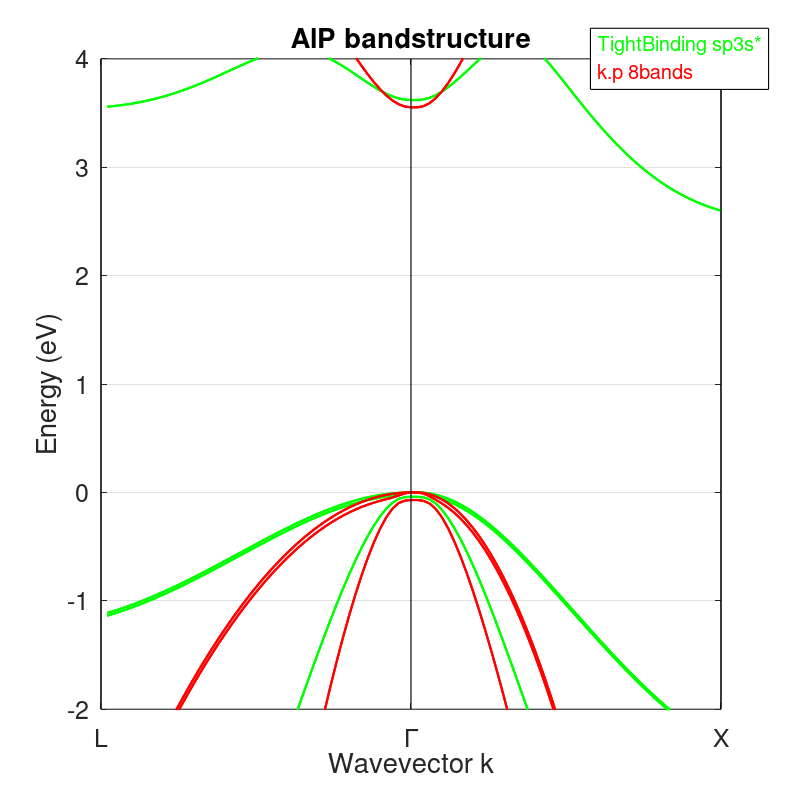 AlP bandstructure
TightBinding sp3s*
k.p 8bands
4
3
2
1
0
-1
-2
Energy (eV)
L
Γ
X
Wavevector k